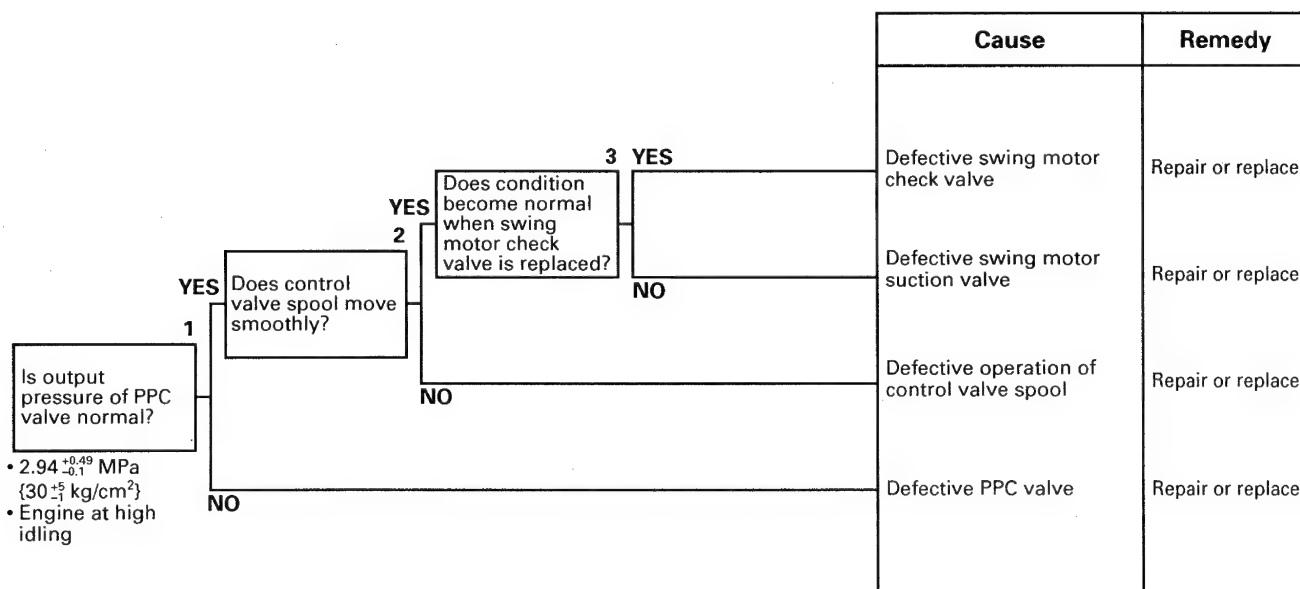 Cause
Remedy
3
YES
Does condition
become normal
when swing
motor check
valve is replaced?
NO
Defective swing motor
check valve
Repair or replace
Defective swing motor
suction valve
Repair or replace
YES
2
Does control
valve spool move
smoothly?
NO
Defective operation of
control valve spool
Repair or replace
YES
1
Is output
pressure of PPC
valve normal?
• 2.94 +0.49 -0.1 MPa
{30 +5 -1 kg/cm²}
• Engine at high
idling
NO
Defective PPC valve
Repair or replace